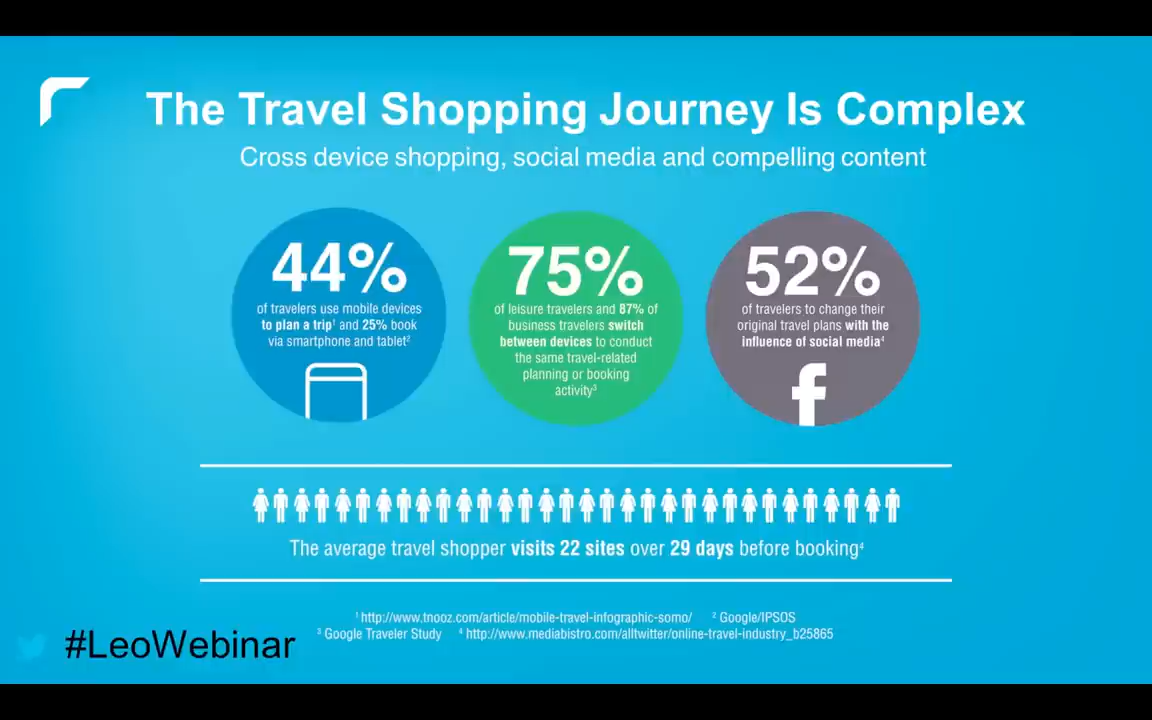 The Travel Shopping Journey Is Complex
Cross device shopping, social media and compelling content
44%
of travelers use mobile devices
to plan a trip¹ and 25% book
via smartphone and tablet²
75%
of leisure travelers and 87% of
business travelers switch
between devices to conduct
the same travel-related
planning or booking
activity³
52%
of travelers to change their
original travel plans with the
influence of social media⁴
f
The average travel shopper visits 22 sites over 29 days before booking⁴
¹ http://www.tnooz.com/article/mobile-travel-infographic-somo/ ² Google/IPSOS
³ Google Traveler Study ⁴ http://www.mediabistro.com/alltwitter/online-travel-industry_b25865
#LeoWebinar